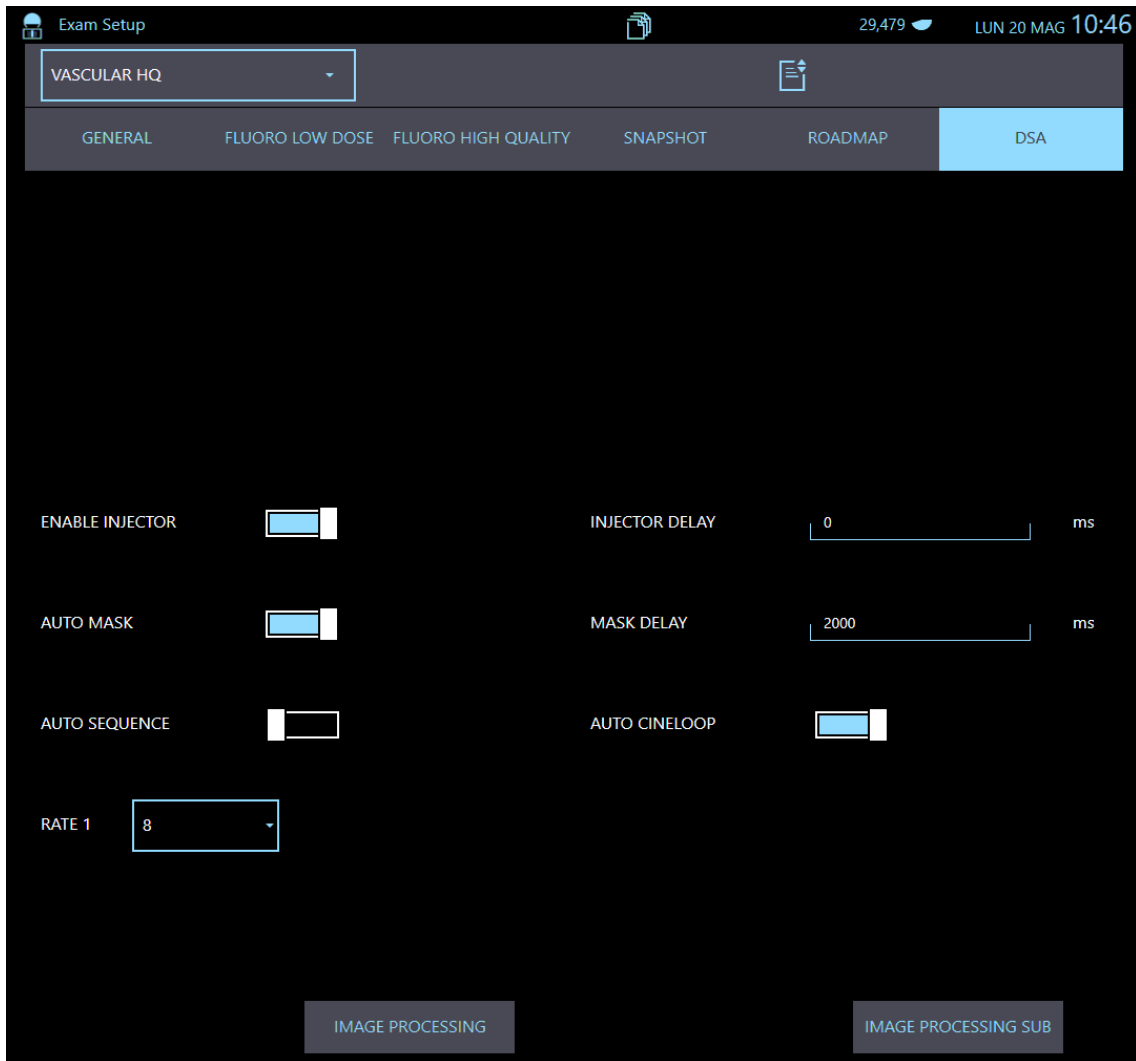 Exam Setup 29,479 LUN 20 MAG 10:46
VASCULAR HQ
GENERAL FLUORO LOW DOSE FLUORO HIGH QUALITY SNAPSHOT ROADMAP DSA
ENABLE INJECTOR INJECTOR DELAY 0 ms
AUTO MASK MASK DELAY 2000 ms
AUTO SEQUENCE AUTO CINELOOP
RATE 1 8
IMAGE PROCESSING IMAGE PROCESSING SUB